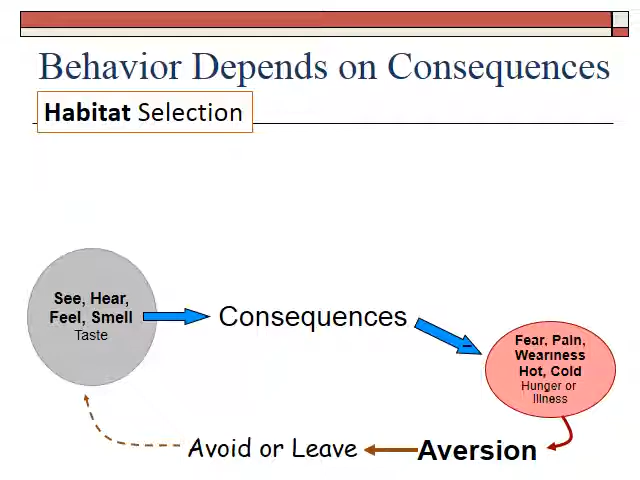 Behavior Depends on Consequences
Habitat Selection
See, Hear,
Feel, Smell
Taste
Consequences
Fear, Pain,
Weariness
Hot, Cold
Hunger or
Illness
Avoid or Leave
Aversion